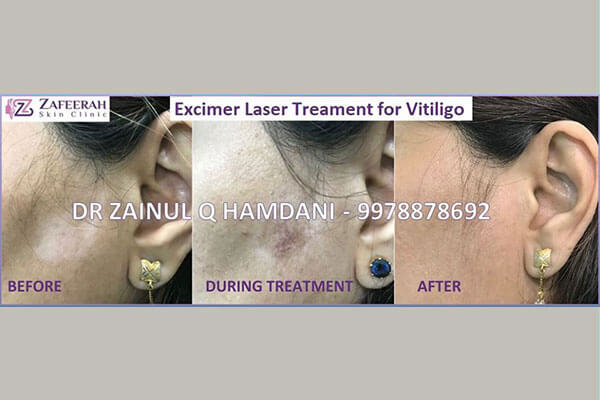 ZAFEERAH
Skin Clinic
Excimer Laser Treament for Vitiligo
DR ZAINUL Q HAMDANI - 9978878692
BEFORE
DURING TREATMENT
AFTER